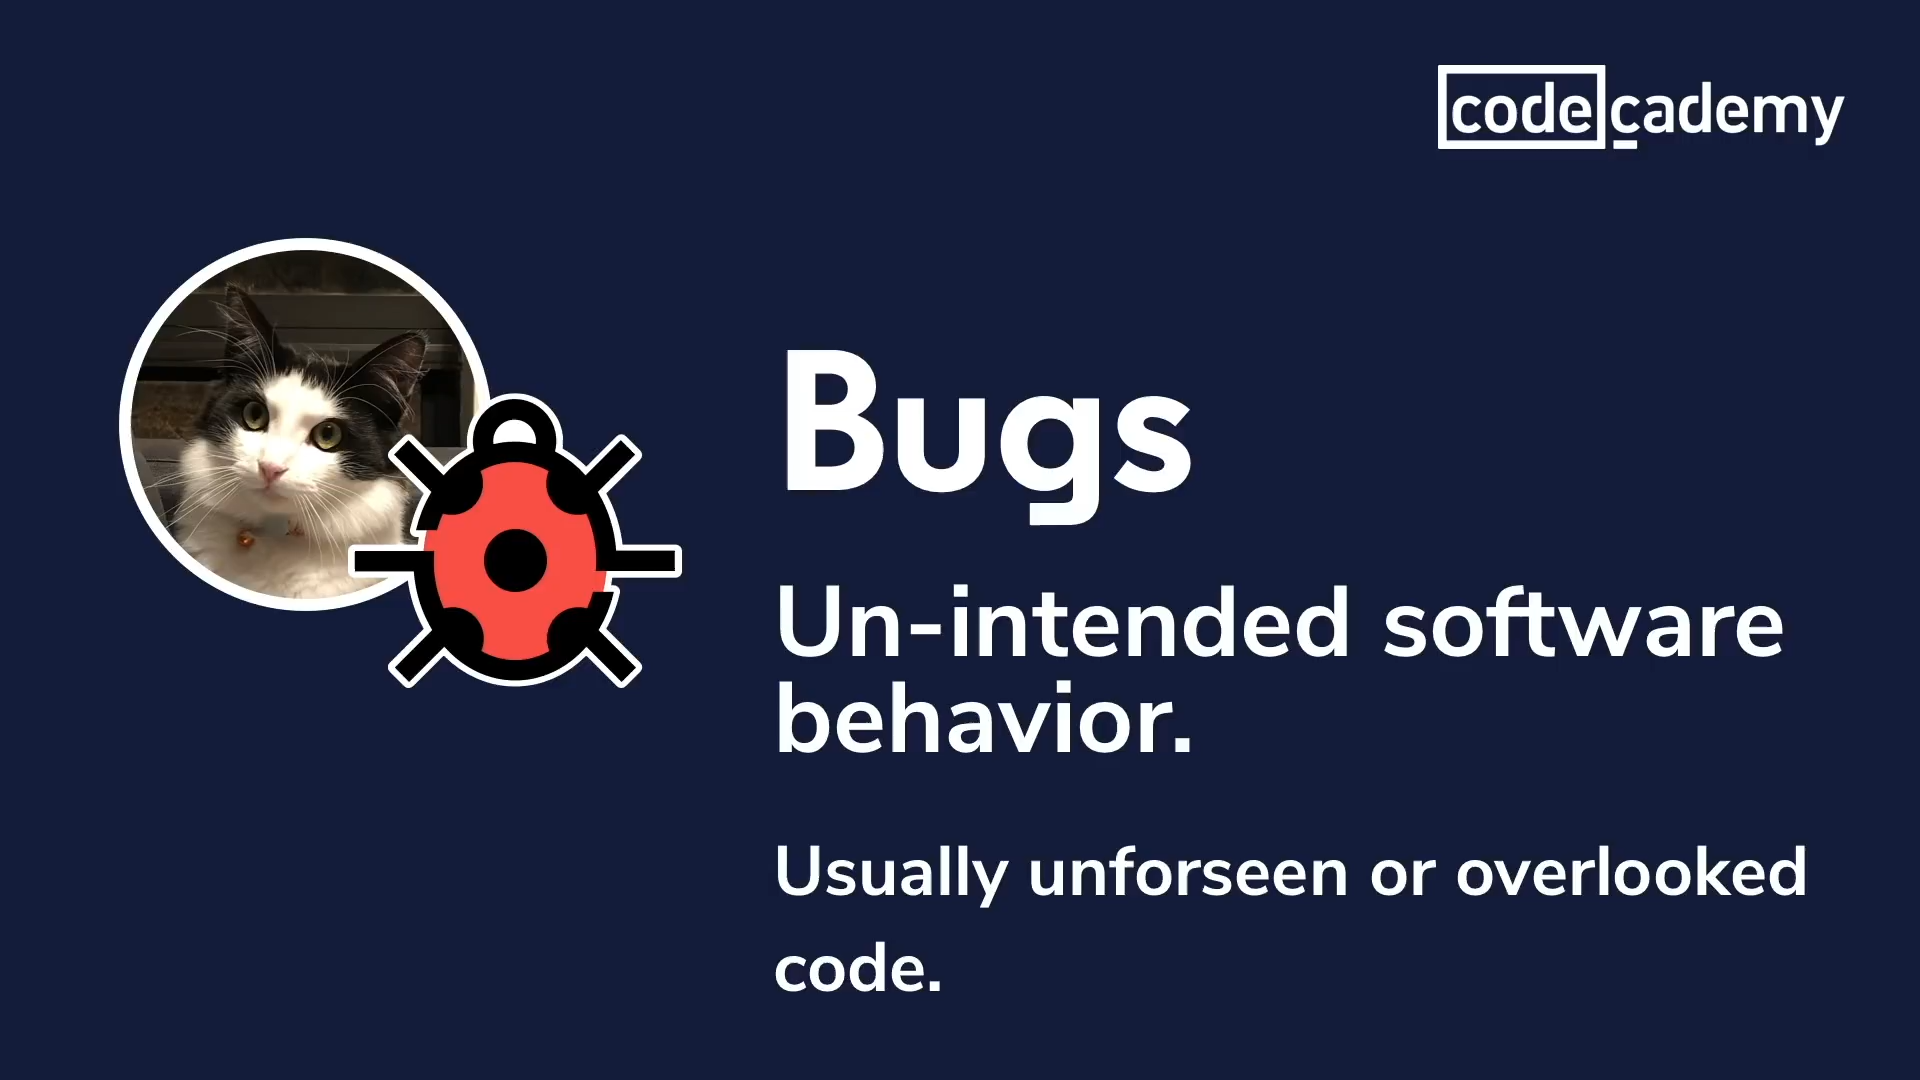 codecademy
Bugs
Un-intended software
behavior.
Usually unforseen or overlooked
code.